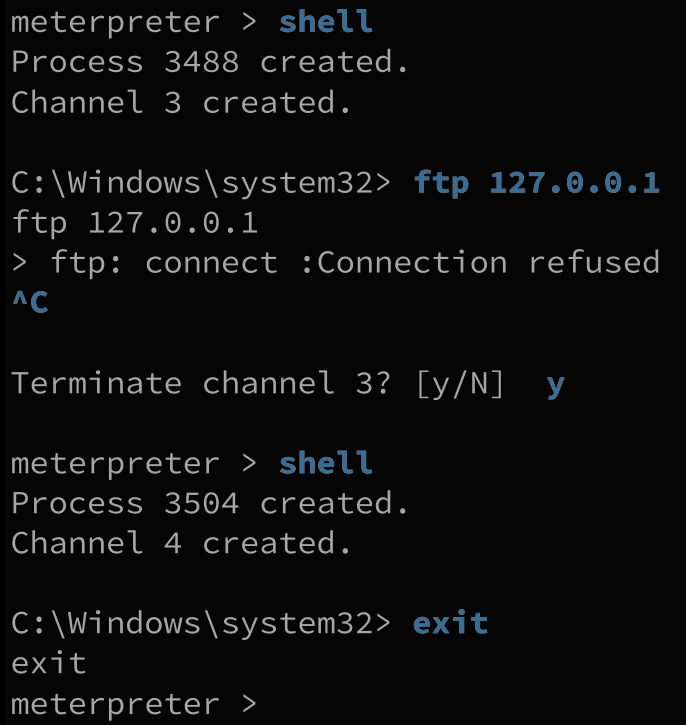 meterpreter > shell
Process 3488 created.
Channel 3 created.
C:\Windows\system32> ftp 127.0.0.1
ftp 127.0.0.1
> ftp: connect :Connection refused
^C
Terminate channel 3? [y/N]  y
meterpreter > shell
Process 3504 created.
Channel 4 created.
C:\Windows\system32> exit
exit
meterpreter >